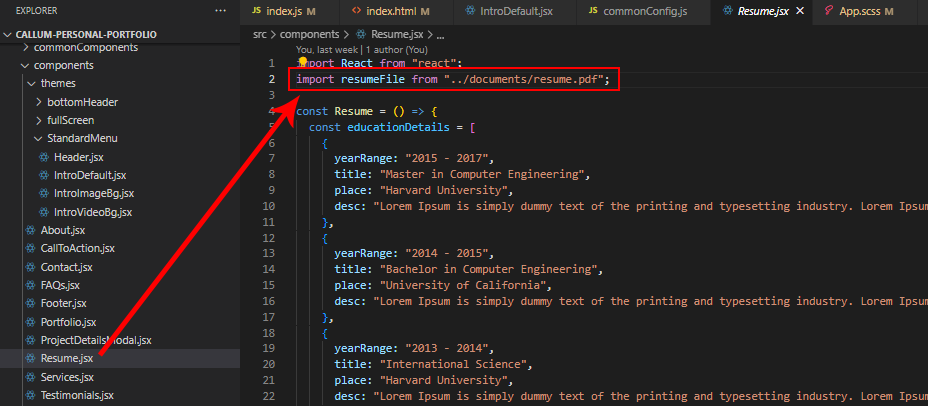 EXPLORER
CALLUM-PERSONAL-PORTFOLIO
commonComponents
components
themes
bottomHeader
fullScreen
StandardMenu
Header.jsx
IntroDefault.jsx
IntroImageBg.jsx
IntroVideoBg.jsx
About.jsx
CallToAction.jsx
Contact.jsx
FAQs.jsx
Footer.jsx
Portfolio.jsx
ProjectDetailsModal.jsx
Resume.jsx
Services.jsx
Testimonials.jsx
JS index.js M <> index.html M IntroDefault.jsx JS commonConfig.js Resume.jsx App.scss M
src > components > Resume.jsx > ...
You, last week | 1 author (You)
1 import React from "react";
2 import resumeFile from "../documents/resume.pdf";
3
4 const Resume = () => {
5 const educationDetails = [
6 {
7 yearRange: "2015 - 2017",
8 title: "Master in Computer Engineering",
9 place: "Harvard University",
10 desc: "Lorem Ipsum is simply dummy text of the printing and typesetting industry. Lorem Ipsum
11 },
12 {
13 yearRange: "2014 - 2015",
14 title: "Bachelor in Computer Engineering",
15 place: "University of California",
16 desc: "Lorem Ipsum is simply dummy text of the printing and typesetting industry. Lorem Ipsum
17 },
18 {
19 yearRange: "2013 - 2014",
20 title: "International Science",
21 place: "Harvard University",
22 desc: "Lorem Ipsum is simply dummy text of the printing and typesetting industry. Lorem Ipsum